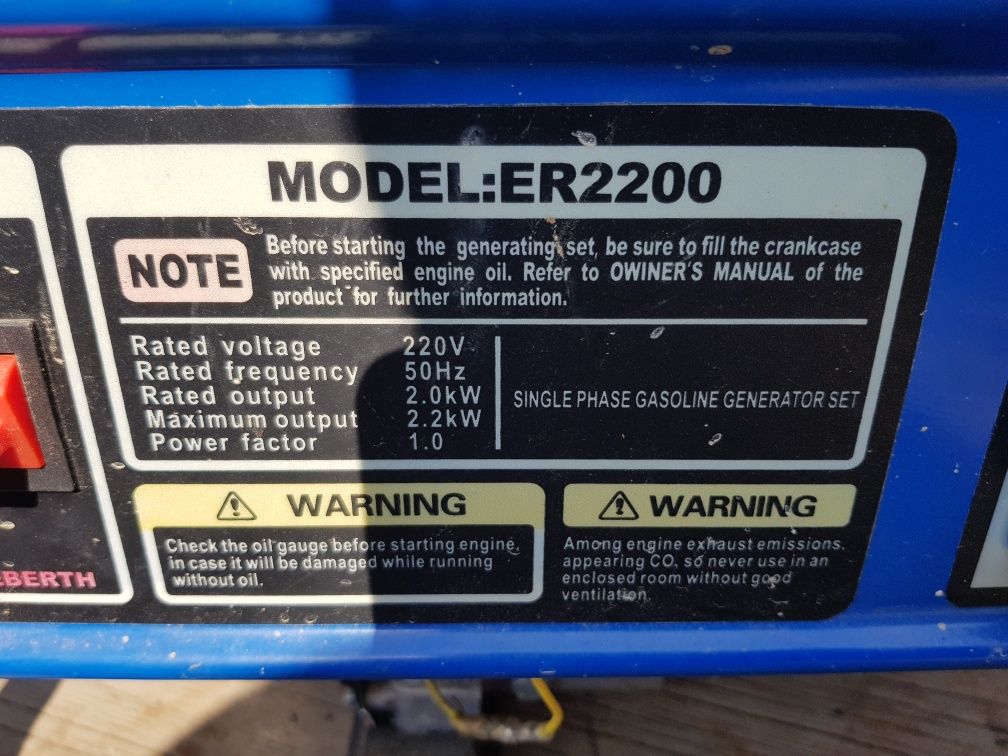 MODEL:ER2200
NOTE
Before starting the generating set, be sure to fill the crankcase
with specified engine oil. Refer to OWINER'S MANUAL of the
product for further information.
Rated voltage 220V
Rated frequency 50Hz
Rated output 2.0kW
Maximum output 2.2kW
Power factor 1.0
SINGLE PHASE GASOLINE GENERATOR SET
WARNING
Check the oil gauge before starting engine,
in case it will be damaged while running
without oil.
WARNING
Among engine exhaust emissions,
appearing CO, so never use in an
enclosed room without good
ventilation.